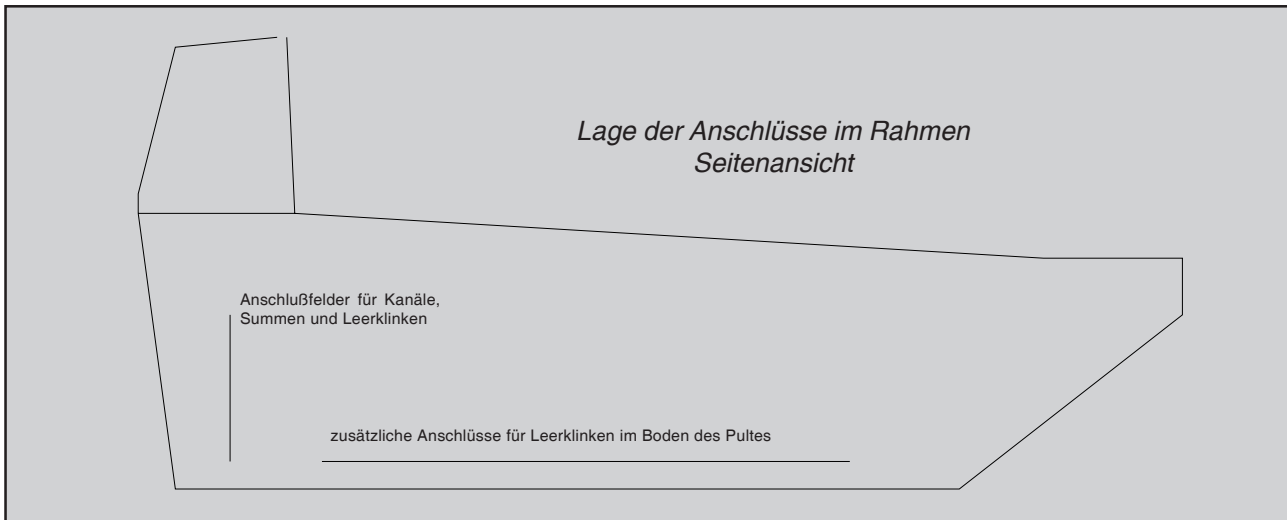 Lage der Anschlüsse im Rahmen
Seitenansicht
Anschlußfelder für Kanäle,
Summen und Leerklinken
zusätzliche Anschlüsse für Leerklinken im Boden des Pultes